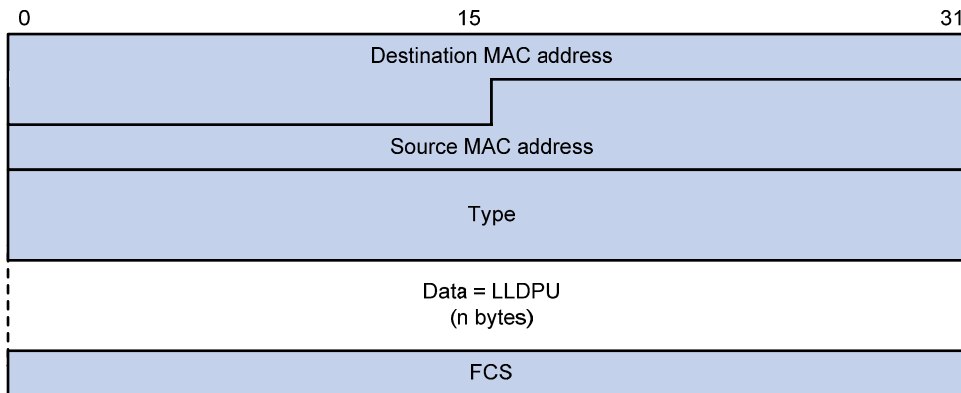 0 15 31
Destination MAC address
Source MAC address
Type
Data = LLDPU
(n bytes)
FCS